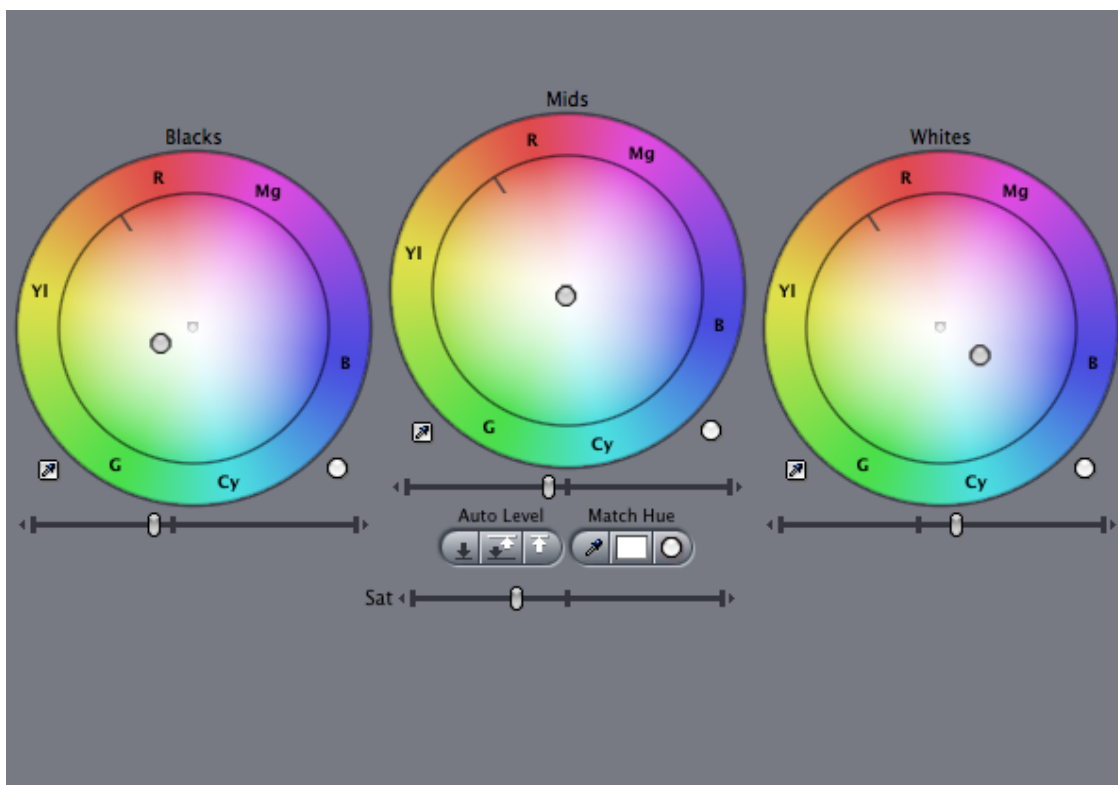 Mids
Blacks
Whites
R
Mg
Yl
B
G
Cy
R
Mg
Yl
B
G
Cy
R
Mg
Yl
B
G
Cy
Auto Level
Match Hue
Sat